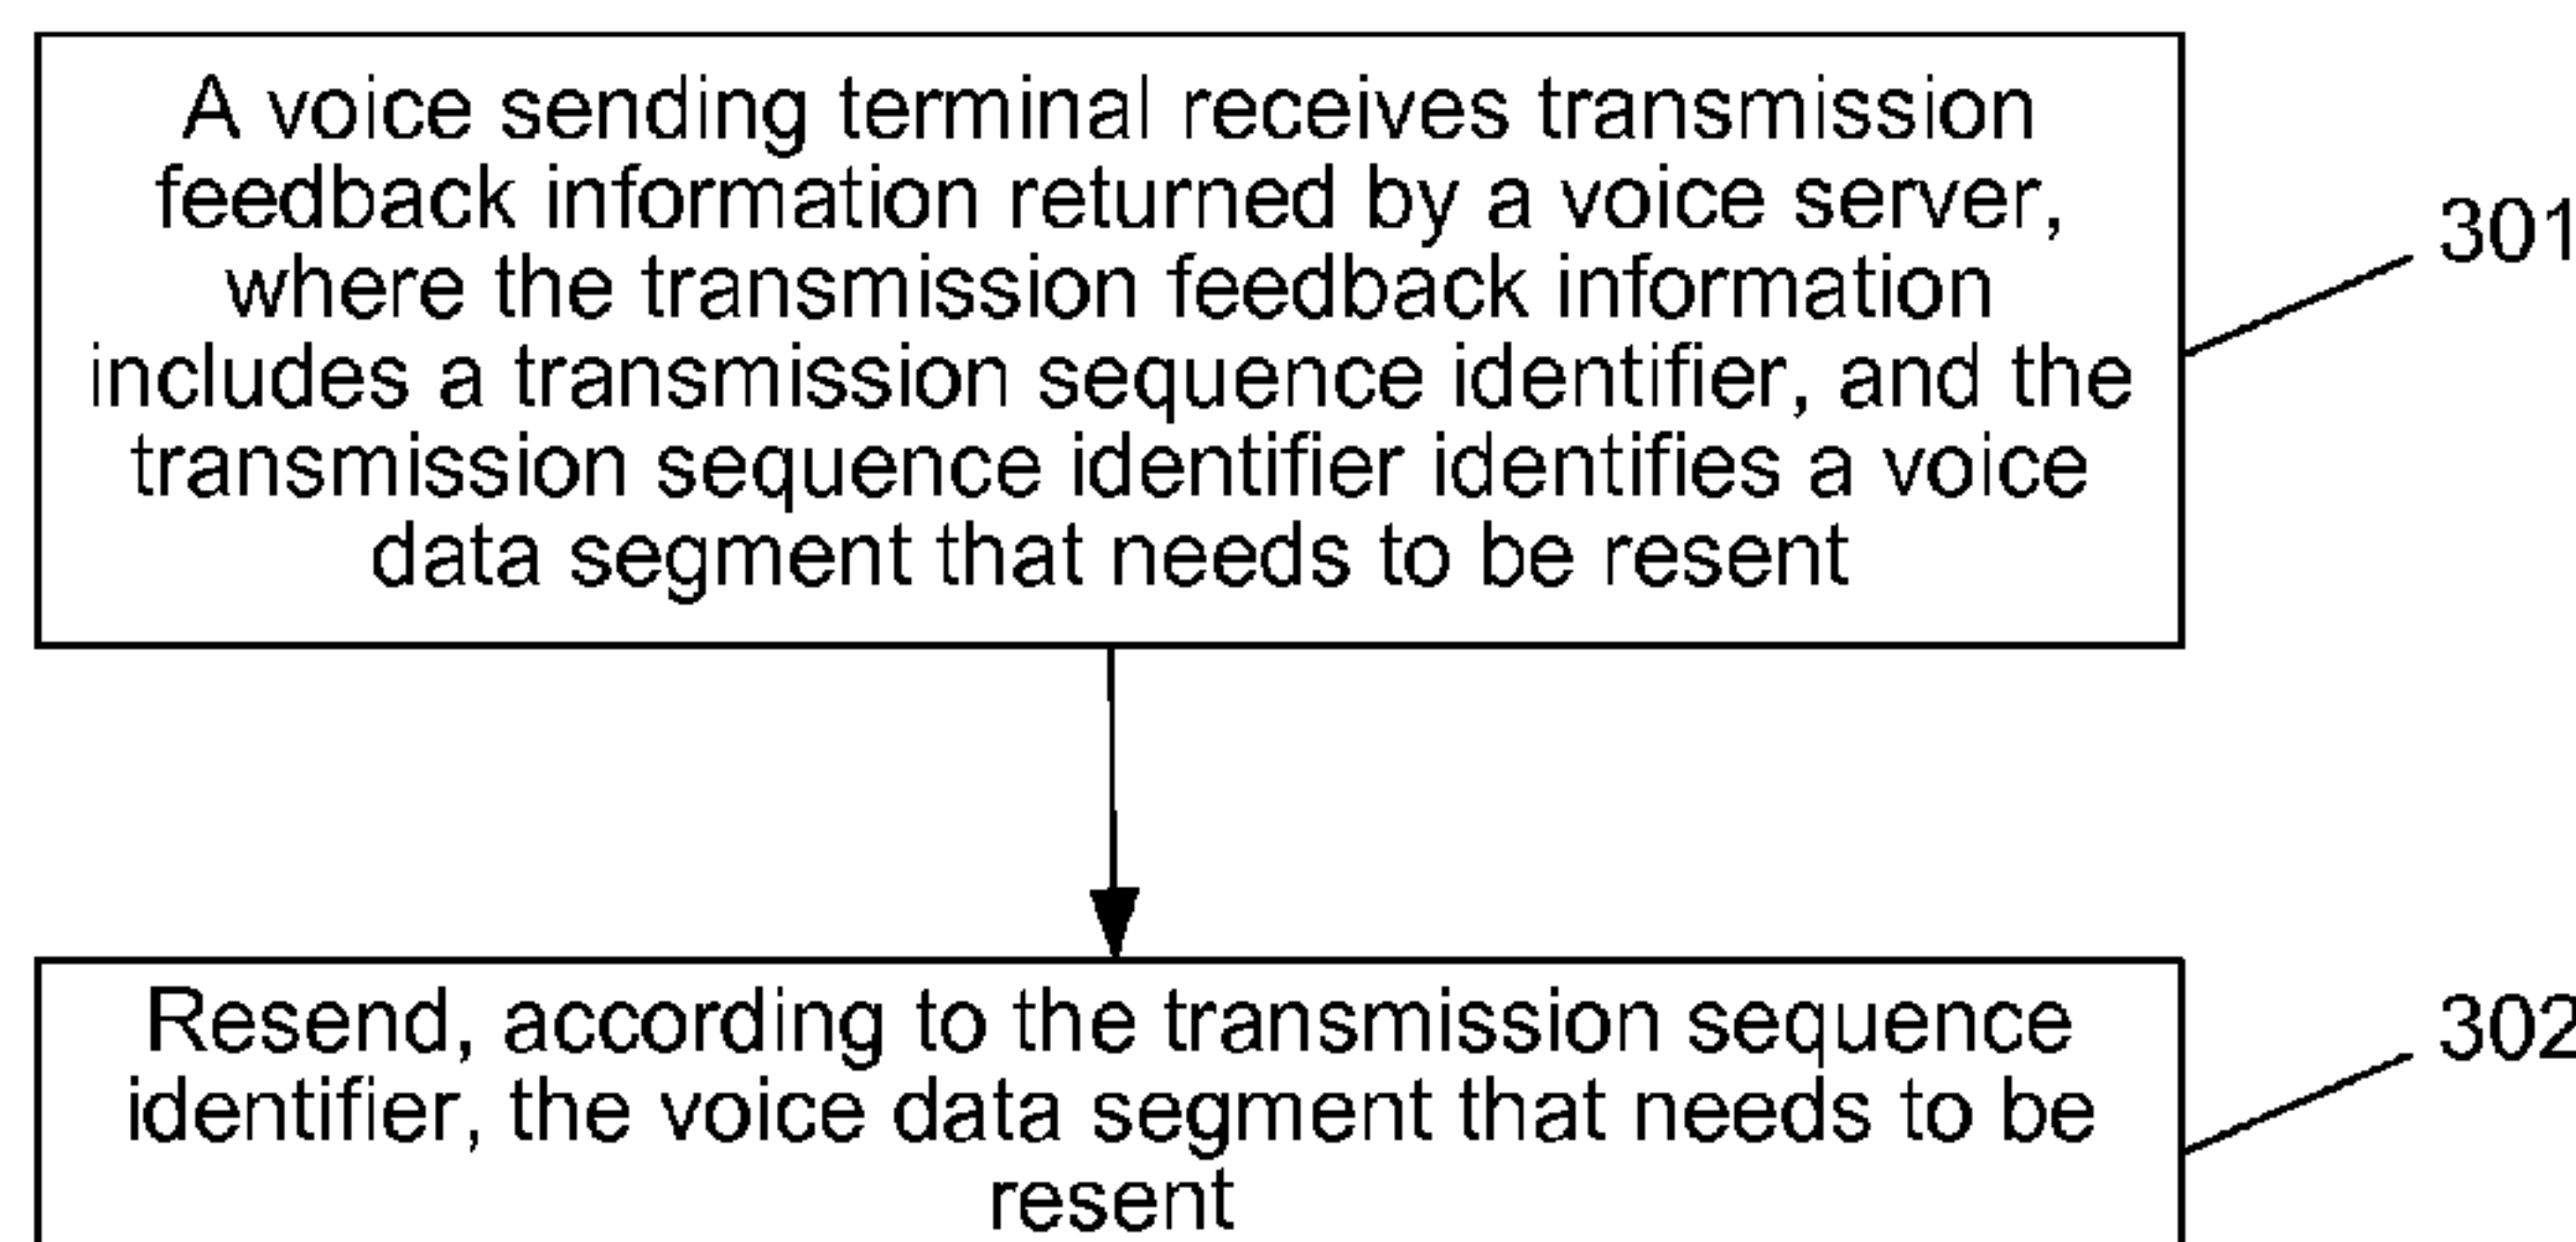 A voice sending terminal receives transmission
feedback information returned by a voice server,
where the transmission feedback information
includes a transmission sequence identifier, and the
transmission sequence identifier identifies a voice
data segment that needs to be resent
301
Resend, according to the transmission sequence
identifier, the voice data segment that needs to be
resent
302